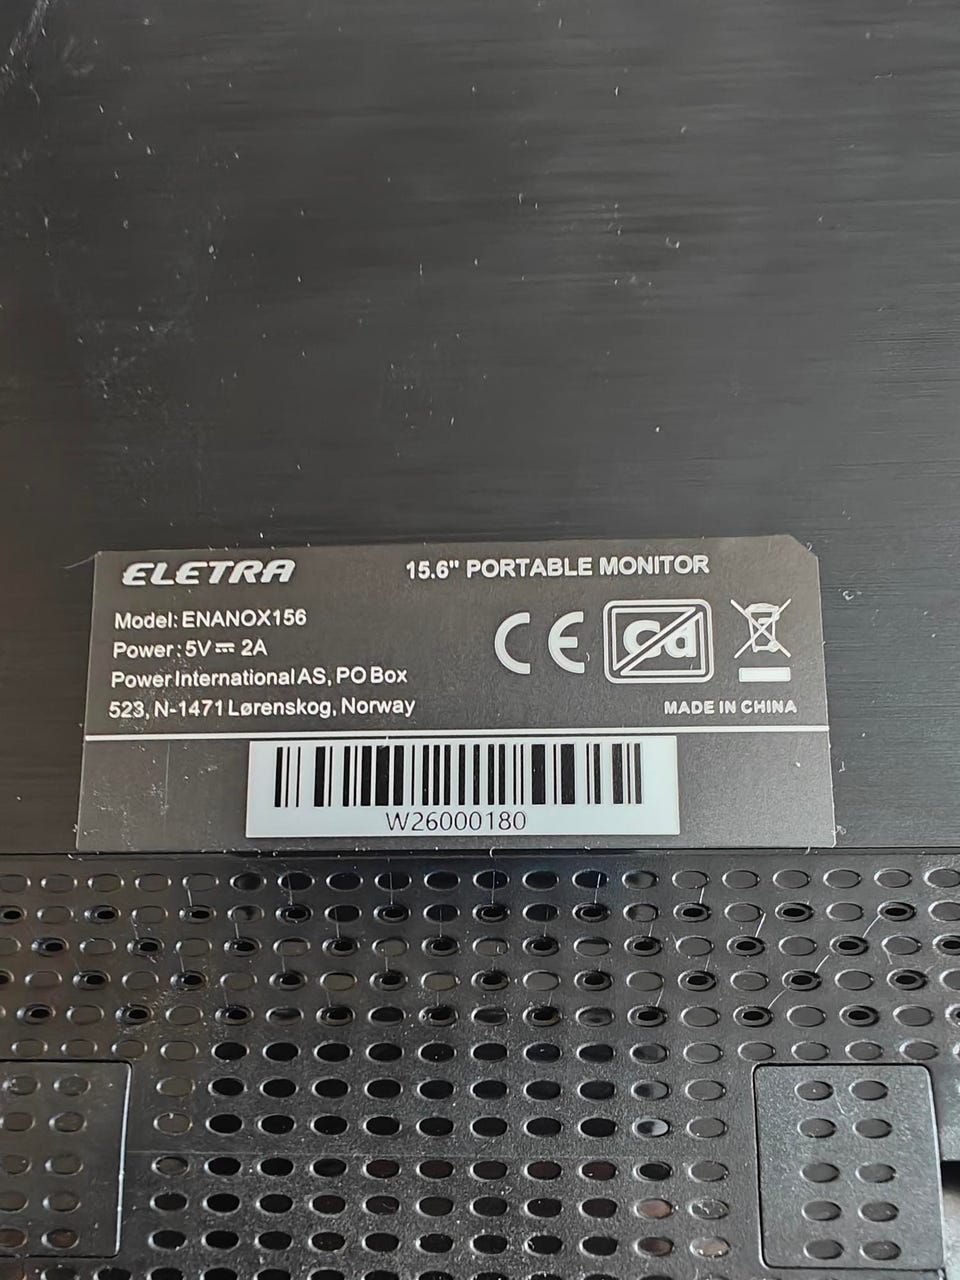 ELETRA
15.6" PORTABLE MONITOR
Model: ENANOX156
Power: 5V⎓ 2A
Power International AS, PO Box
523, N-1471 Lørenskog, Norway
CE
Cd
MADE IN CHINA
W26000180